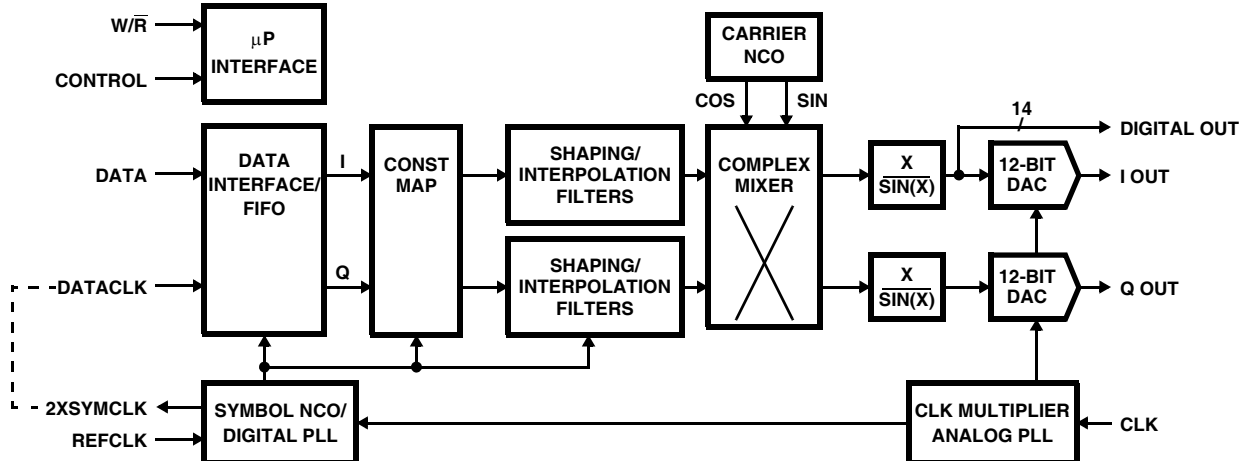 W/R̅
CONTROL
μP
INTERFACE
CARRIER
NCO
COS
SIN
DATA
DATACLK
2XSYMCLK
REFCLK
DATA
INTERFACE/
FIFO
I
Q
CONST
MAP
SHAPING/
INTERPOLATION
FILTERS
SHAPING/
INTERPOLATION
FILTERS
COMPLEX
MIXER
X
SIN(X)
X
SIN(X)
14
12-BIT
DAC
12-BIT
DAC
DIGITAL OUT
I OUT
Q OUT
SYMBOL NCO/
DIGITAL PLL
CLK MULTIPLIER
ANALOG PLL
CLK